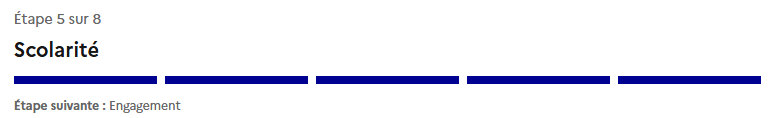 Étape 5 sur 8
Scolarité
Étape suivante : Engagement